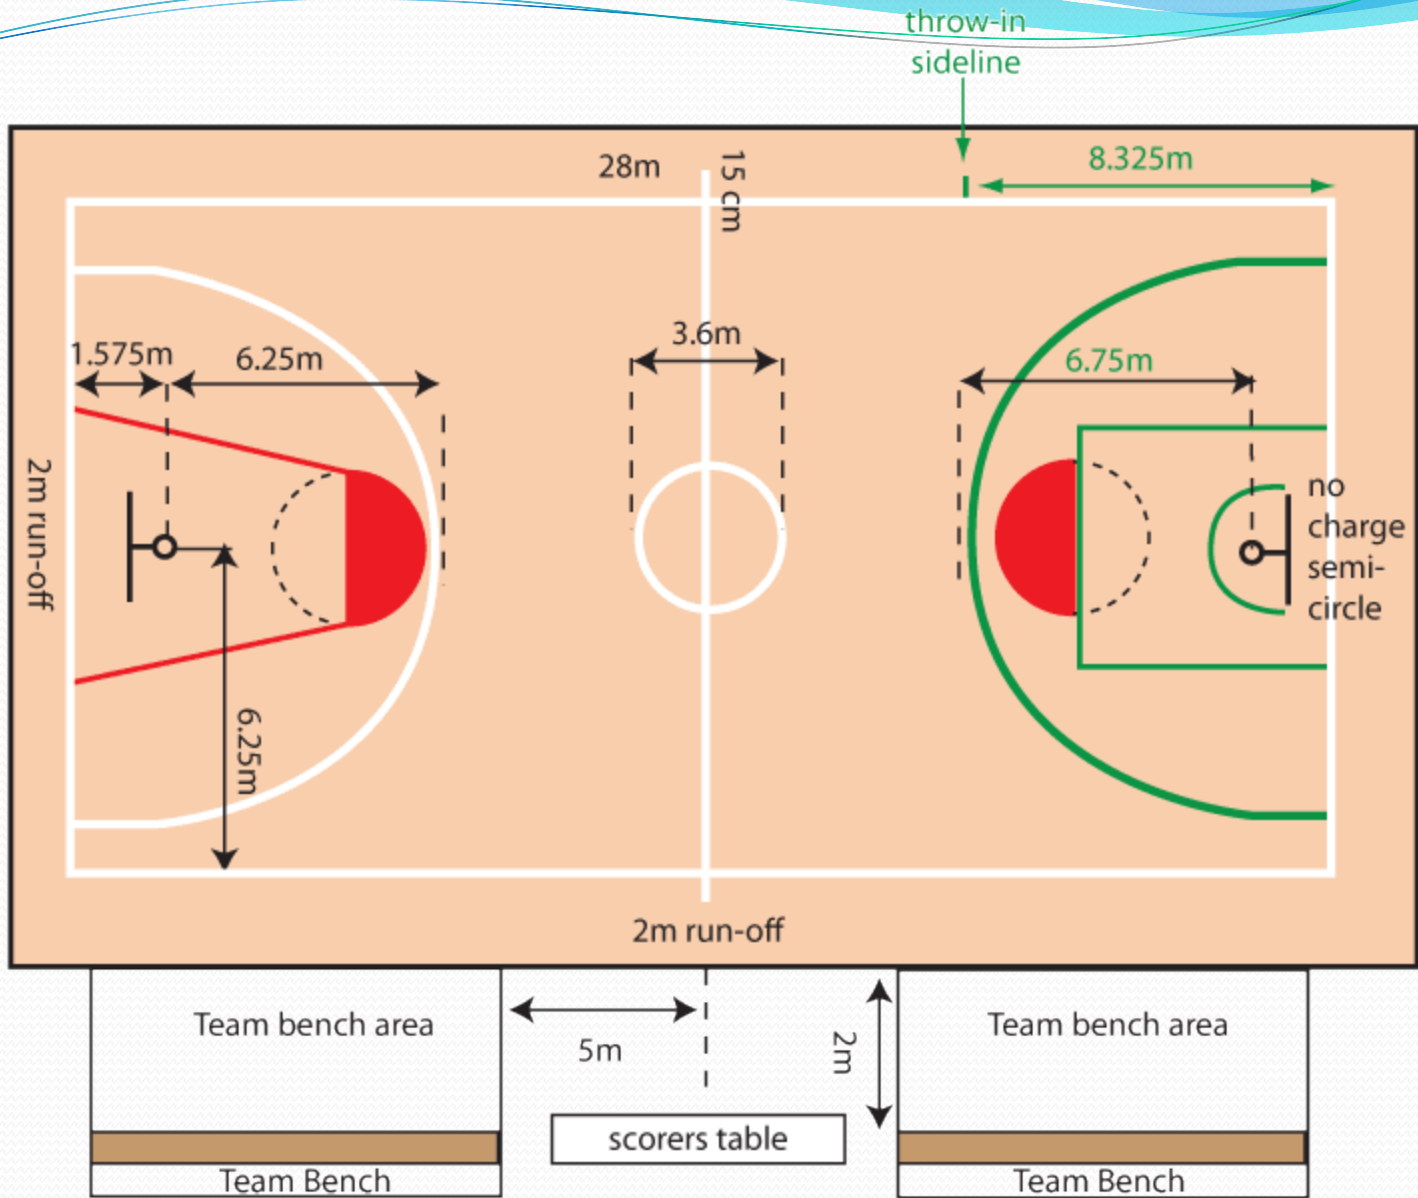 throw-in
sideline
28m
15 cm
8.325m
3.6m
1.575m
6.25m
6.75m
2m run-off
no
charge
semi-
circle
6.25m
2m run-off
Team bench area
5m
2m
Team bench area
scorers table
Team Bench
Team Bench